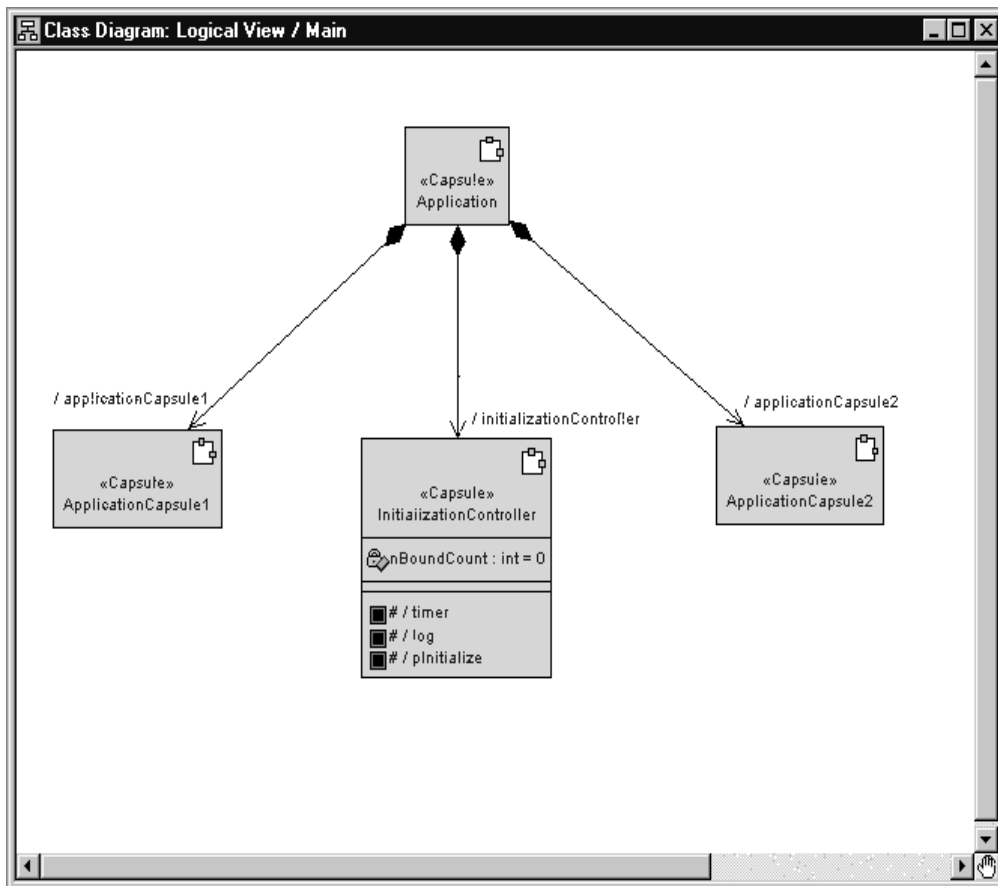 Class Diagram: Logical View / Main
«Capsule»
Application
/ applicationCapsule1
/ initializationController
/ applicationCapsule2
«Capsule»
ApplicationCapsule1
«Capsule»
InitializationController
nBoundCount : int = 0
# / timer
# / log
# / pInitialize
«Capsule»
ApplicationCapsule2